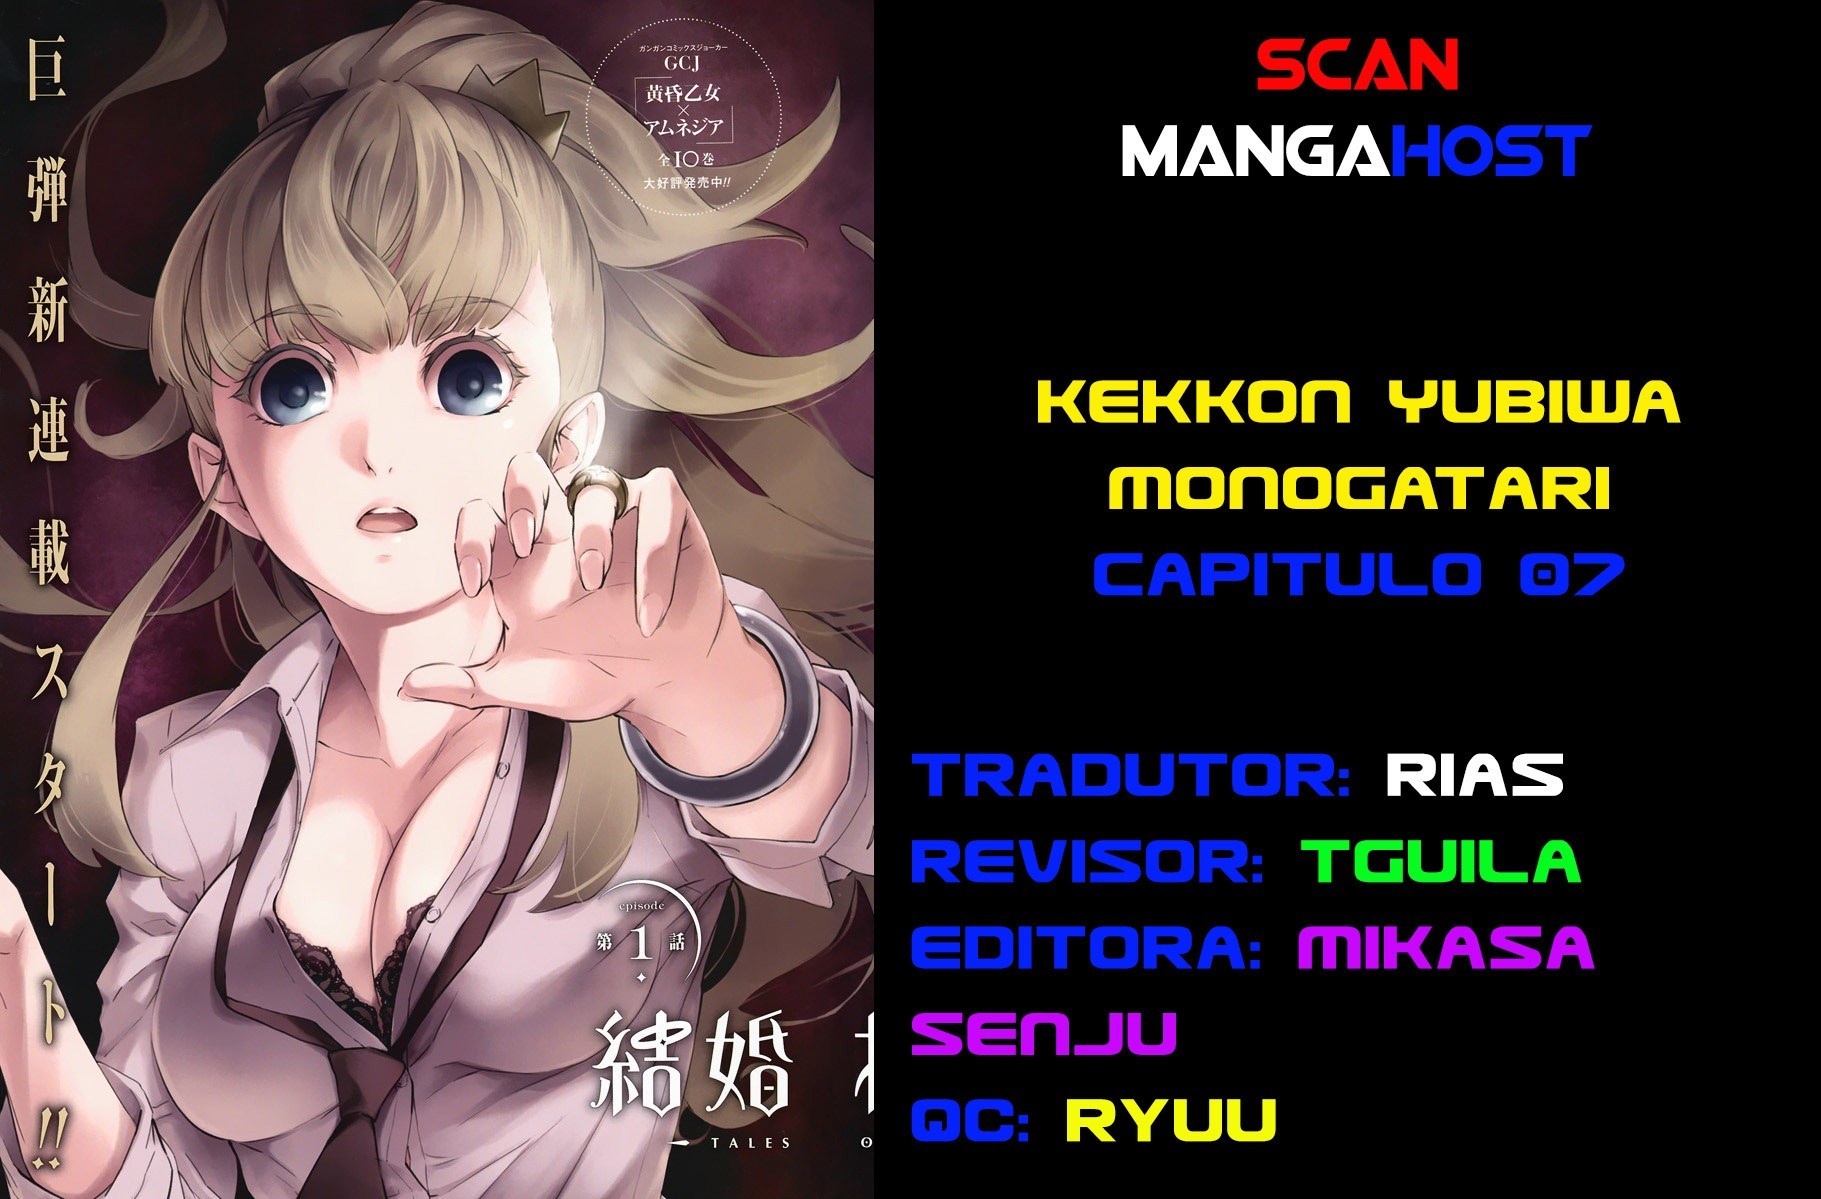 巨弾新連載スタート!!
ガンガンコミックスジョーカー
GCJ
黄昏乙女
×
アムネジア
全10巻
大好評発売中!!
episode
第1話
結婚
TALES
SCAN
MANGAHOST
KEKKON YUBIWA
MONOGATARI
CAPITULO 07
TRADUTOR: RIAS
REVISOR: TGUILA
EDITORA: MIKASA
SENJU
QC: RYUU